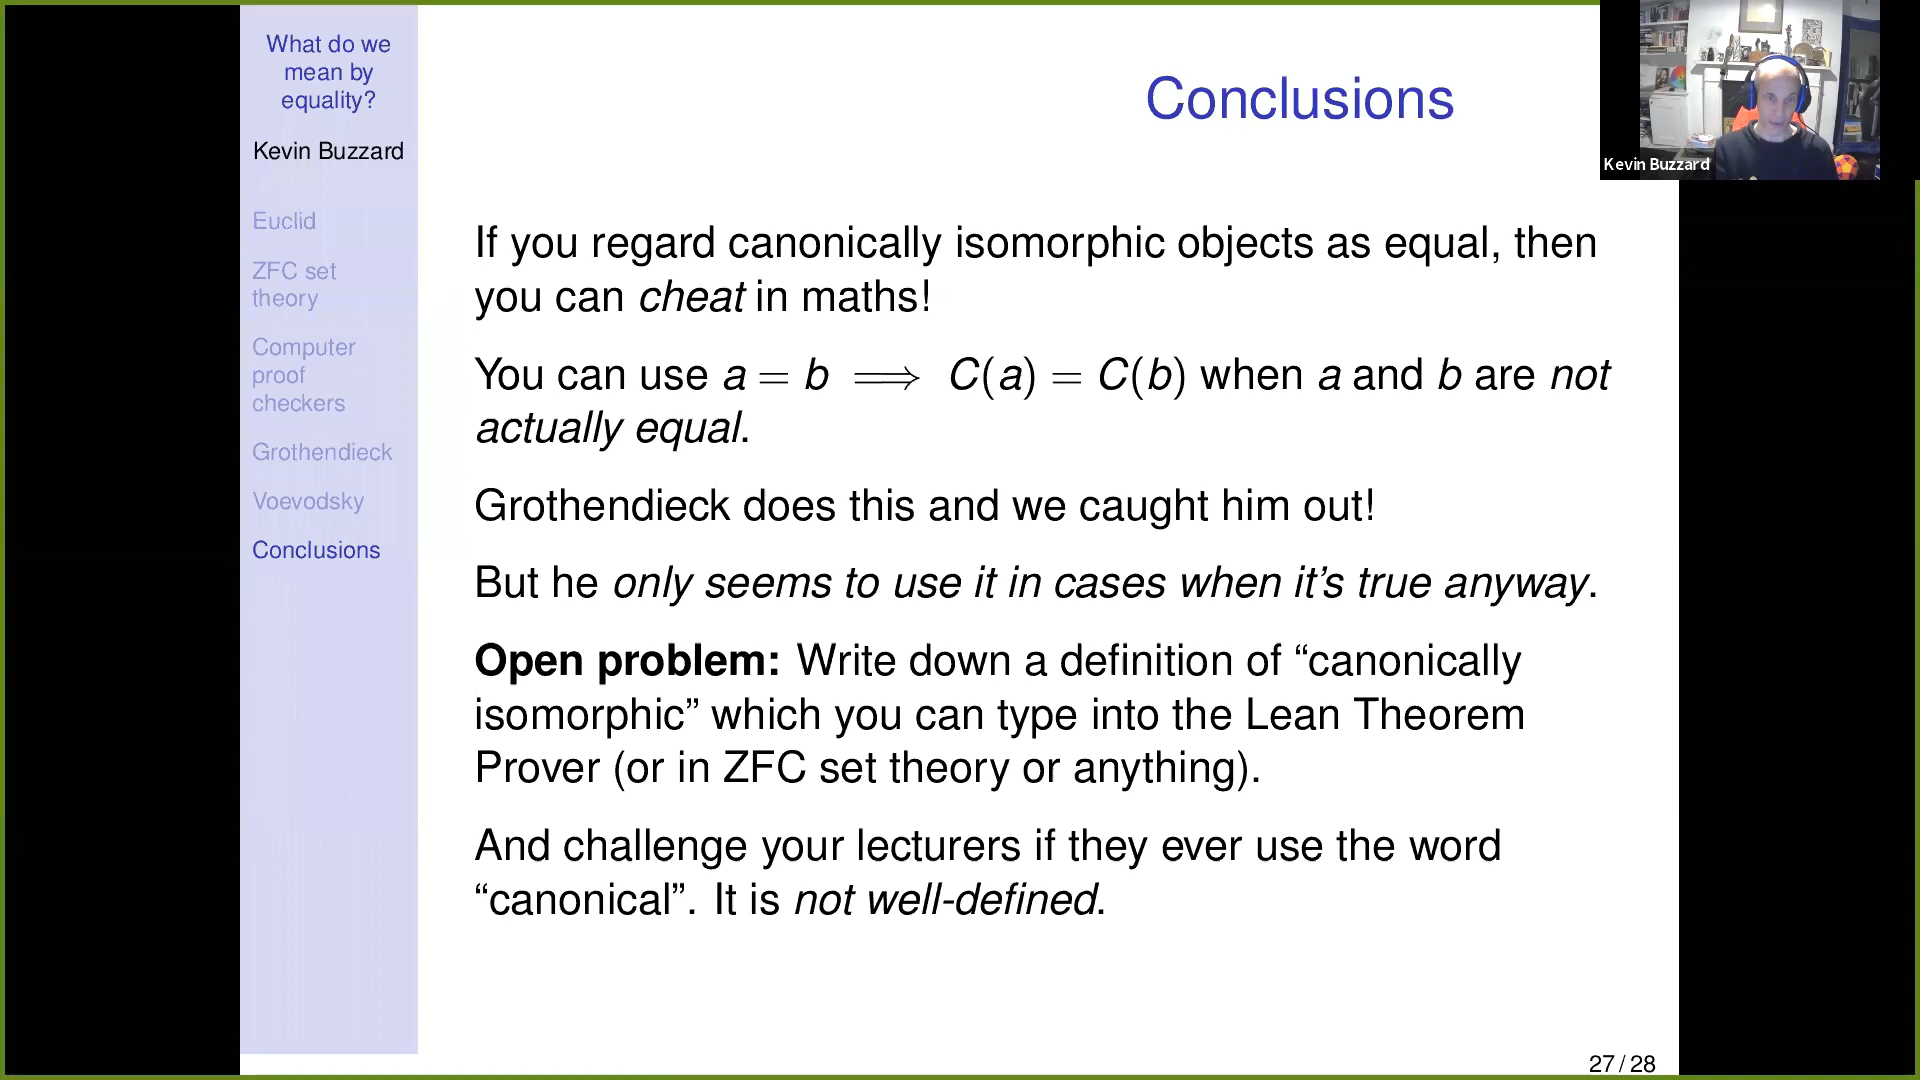 What do we
mean by
equality?
Kevin Buzzard
Euclid
ZFC set
theory
Computer
proof
checkers
Grothendieck
Voevodsky
Conclusions
Conclusions
If you regard canonically isomorphic objects as equal, then
you can cheat in maths!
You can use a = b ⟹ C(a) = C(b) when a and b are not
actually equal.
Grothendieck does this and we caught him out!
But he only seems to use it in cases when it’s true anyway.
Open problem: Write down a definition of “canonically
isomorphic” which you can type into the Lean Theorem
Prover (or in ZFC set theory or anything).
And challenge your lecturers if they ever use the word
“canonical”. It is not well-defined.
27 / 28
Kevin Buzzard